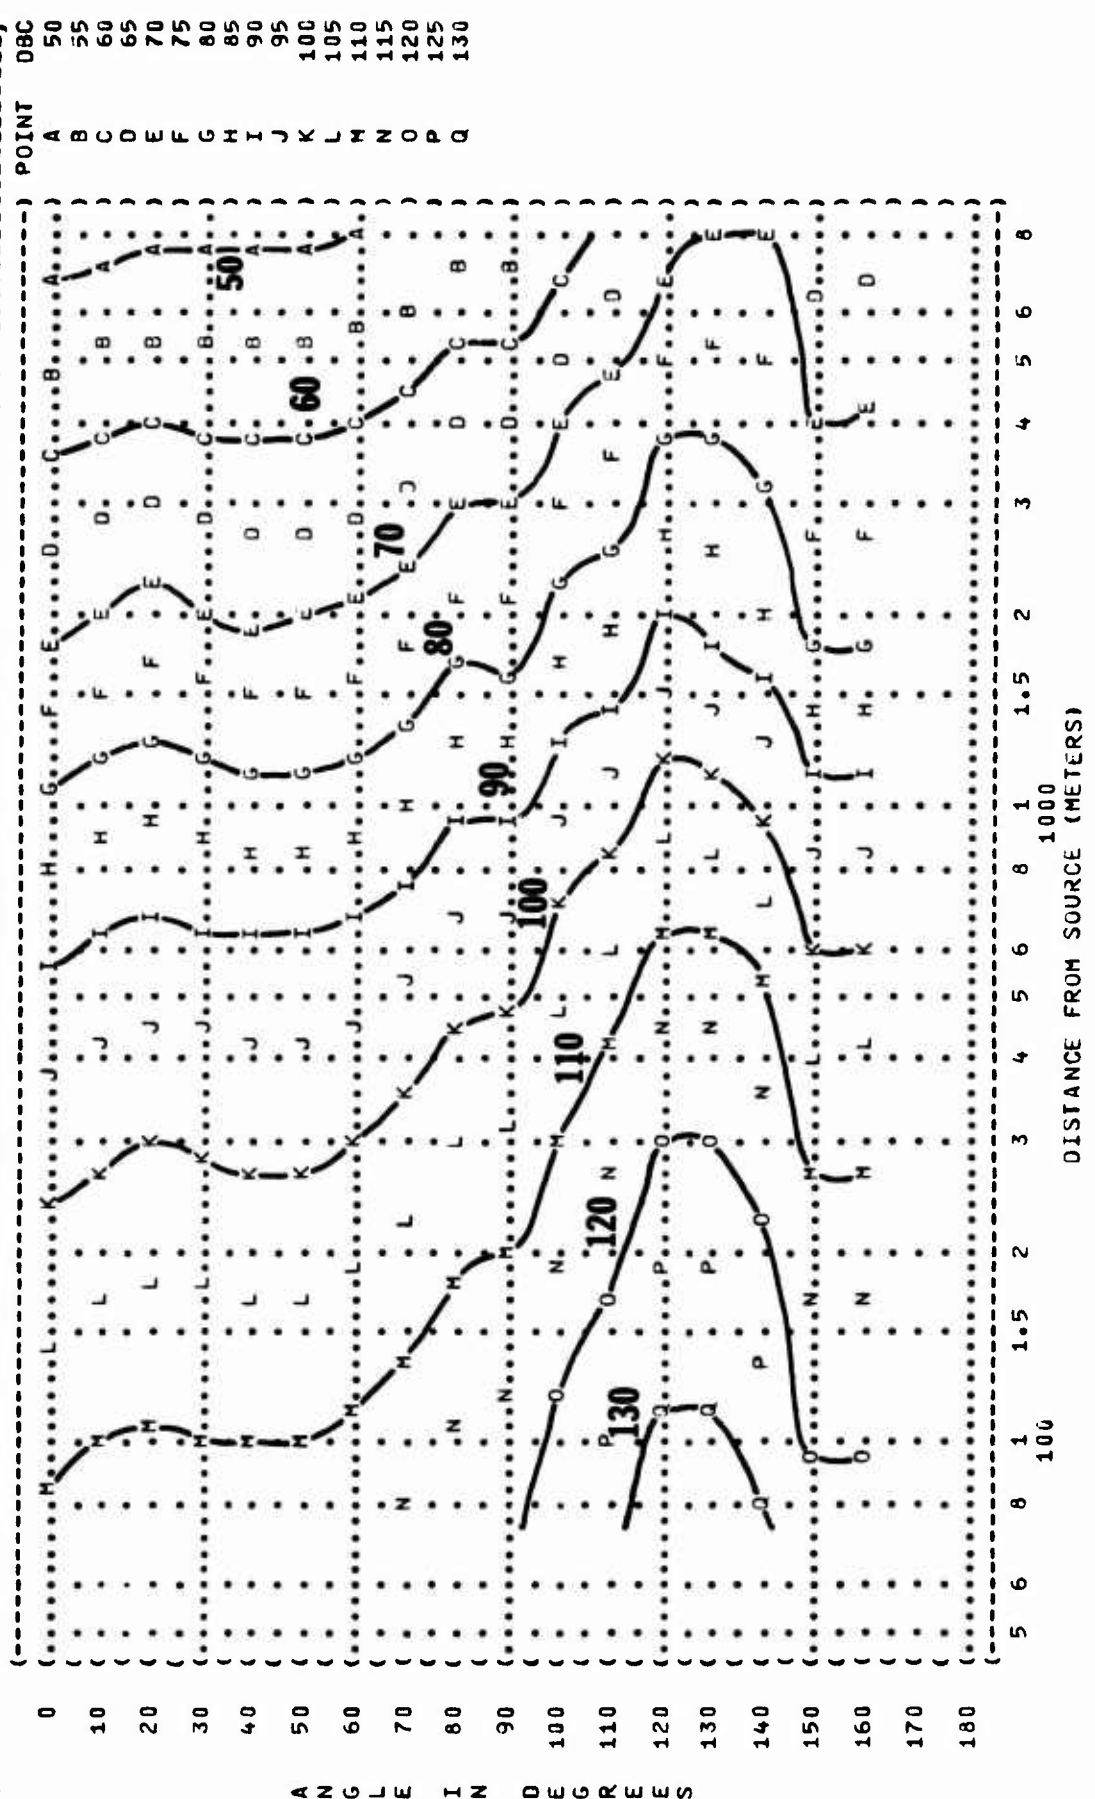 POINT DBC
A 50
B 55
C 60
D 65
E 70
F 75
G 80
H 85
I 90
J 95
K 100
L 105
M 110
N 115
O 120
P 125
Q 130
ANGLE IN DEGREES
0 M L K J I H G F E D C B A
10 M L K J I H G F E D C B A
20 M L K J I H G F E D C B A
30 M L K J I H G F E D C B A
50
40 M L K J I H G F E D C B A
50 M L K J I H G F E D C B A
60
60 M L K J I H G F E D C B A
70
70 N M L K J I H G F E D C B
80
80 N M L K J I H G F E D C B
90
90 N M L K J I H G F E D C B
100
100 O N M L K J I H G F E D C
110
110 P O N M L K J I H G F E D
120
130
120 Q P O N M L K J I H G F E
130 Q P O N M L K J I H G F E
140 Q P O N M L K J I H G F E
150 O N M L K J I H G F E D
160 O N M L K J I H G F E D
170
180
5 6 8 1 1.5 2 3 4 5 6 8 1 1.5 2 3 4 5 6 8
100 1000
DISTANCE FROM SOURCE (METERS)